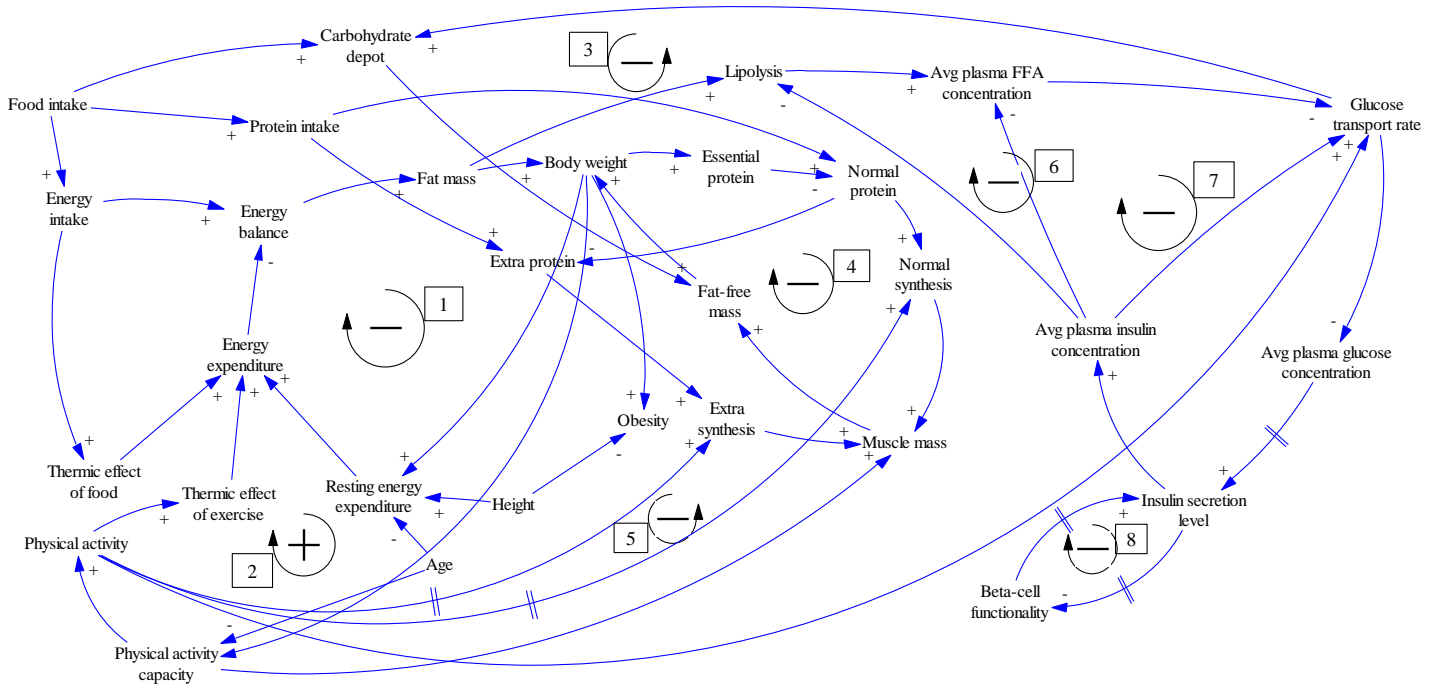 Carbohydrate
depot
+
+
3
Lipolysis
+
-
Avg plasma FFA
concentration
+
-
Glucose
transport rate
-
+
+
Food intake
Protein intake
+
Fat mass
+
Body weight
+
+
Essential
protein
+
Normal
protein
+
-
6
7
Energy
intake
+
Energy
balance
+
-
Extra protein
+
-
Normal
synthesis
+
+
4
Fat-free
mass
+
+
1
Avg plasma insulin
concentration
+
Avg plasma glucose
concentration
-
Energy
expenditure
+
+
+
Obesity
+
-
Extra
synthesis
+
+
Muscle mass
+
+
+
Thermic effect
of food
+
Thermic effect
of exercise
+
Resting energy
expenditure
+
+
-
Height
Insulin secretion
level
+
+
Physical activity
+
2
5
8
Age
Beta-cell
functionality
-
Physical activity
capacity
-